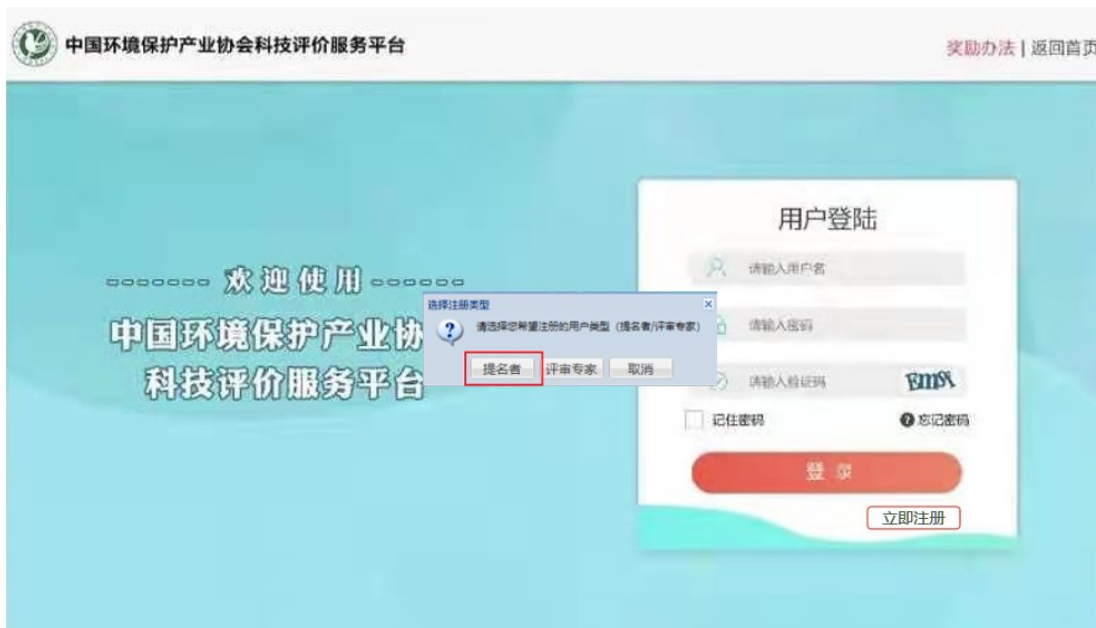 中国环境保护产业协会科技评价服务平台
奖励办法 | 返回首页
用户登陆
请输入用户名
------- 欢迎使用 ------
选择注册类型
请选择您希望注册的用户类型（提名者/评审专家）
中国环境保护产业协
请输入密码
提名者 评审专家 取消
科技评价服务平台
请输入验证码
记住密码 忘记密码
登 录
立即注册